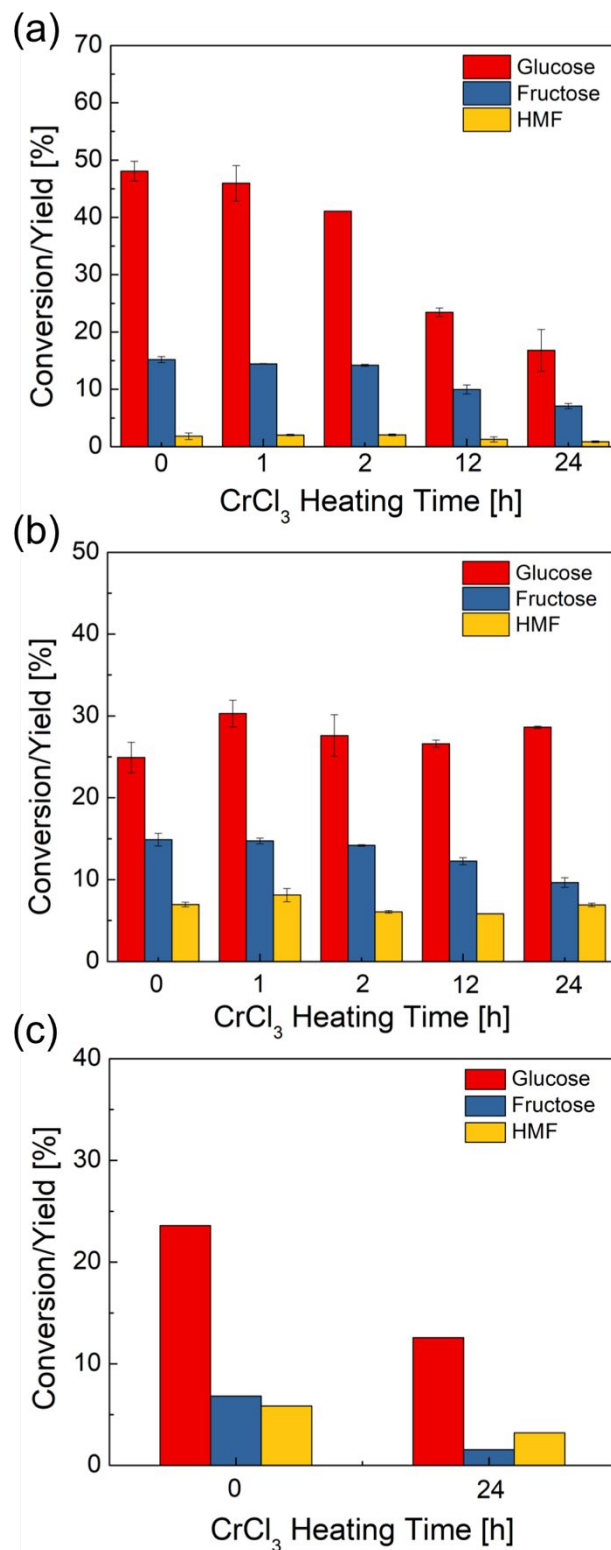 (a)
70
60
50
40
30
20
10
0
Conversion/Yield [%]
Glucose
Fructose
HMF
0 1 2 12 24
CrCl₃ Heating Time [h]
(b)
50
40
30
20
10
0
Conversion/Yield [%]
Glucose
Fructose
HMF
0 1 2 12 24
CrCl₃ Heating Time [h]
(c)
40
30
20
10
0
Conversion/Yield [%]
Glucose
Fructose
HMF
0 24
CrCl₃ Heating Time [h]